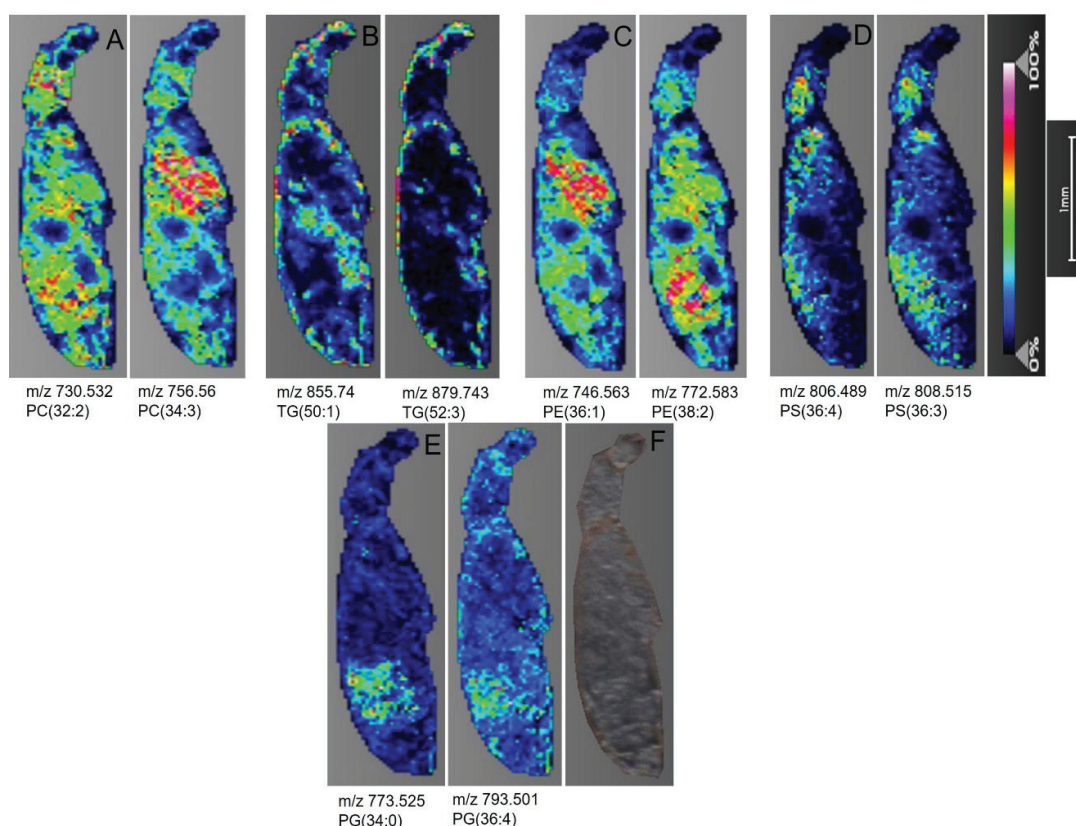 A
B
C
D
100%
0%
1mm
m/z 730.532
PC(32:2)
m/z 756.56
PC(34:3)
m/z 855.74
TG(50:1)
m/z 879.743
TG(52:3)
m/z 746.563
PE(36:1)
m/z 772.583
PE(38:2)
m/z 806.489
PS(36:4)
m/z 808.515
PS(36:3)
E
F
m/z 773.525
PG(34:0)
m/z 793.501
PG(36:4)